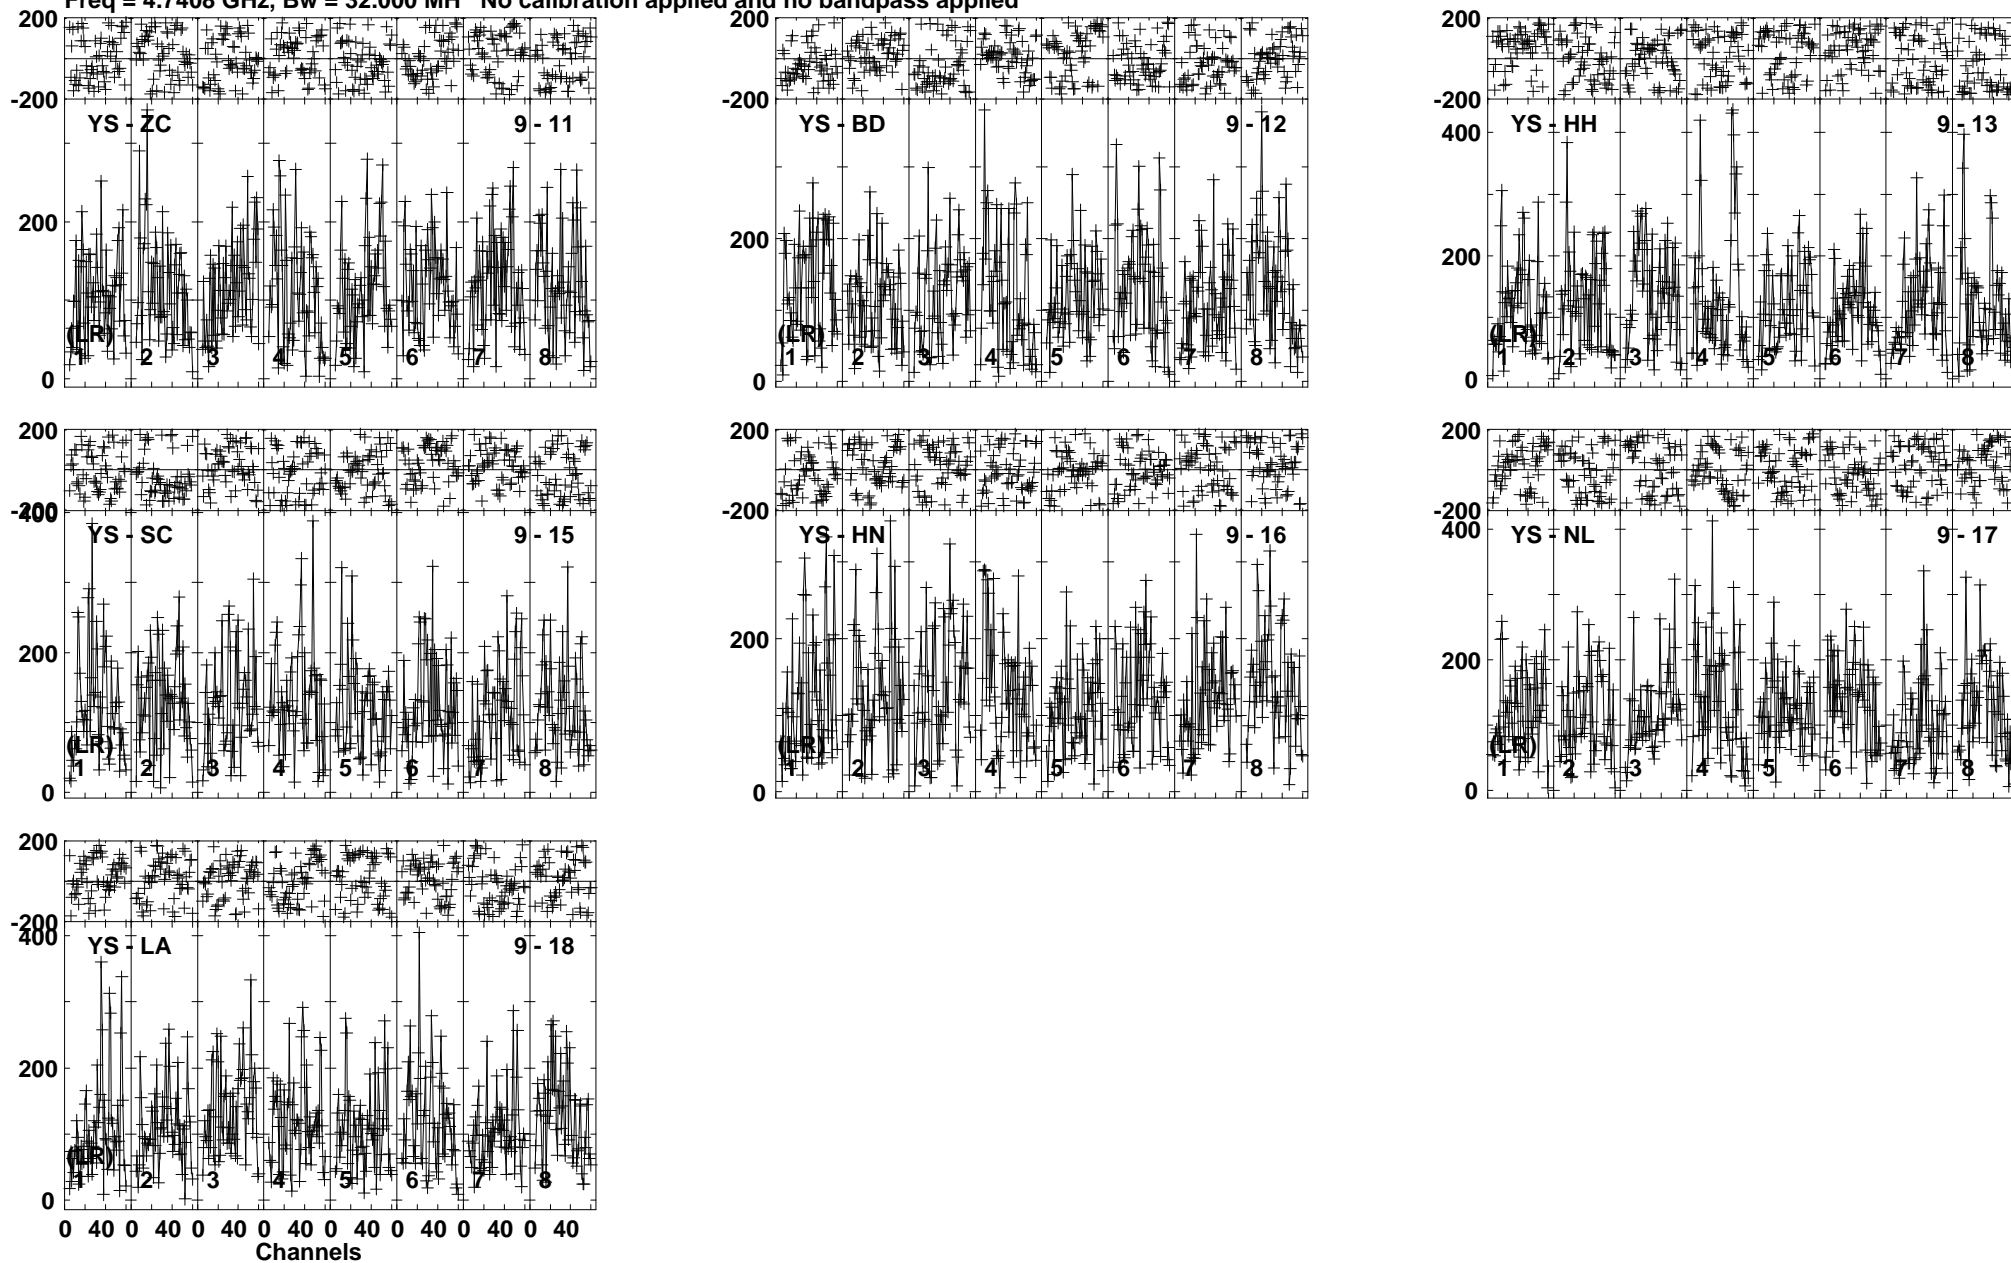 Freq = 4.7408 GHz, Bw = 32.000 MH No calibration applied and no bandpass applied
200 200 200
-200 -200 -200
YS - ZC 9 - 11 YS - BD 9 - 12 YS - HH 9 - 13
400
200 200 200
(LR) (LR) (LR)
1 2 3 4 5 6 7 8 1 2 3 4 5 6 7 8 1 2 3 4 5 6 7 8
0 0 0
200 200 200
-200 -200 -200
400 400
YS - SC 9 - 15 YS - HN 9 - 16 YS - NL 9 - 17
200 200 200
(LR) (LR) (LR)
1 2 3 4 5 6 7 8 1 2 3 4 5 6 7 8 1 2 3 4 5 6 7 8
0 0 0
200
-200
400
YS - LA 9 - 18
200
(LR)
1 2 3 4 5 6 7 8
0
0 40 0 40 0 40 0 40 0 40 0 40 0 40 0 40
Channels